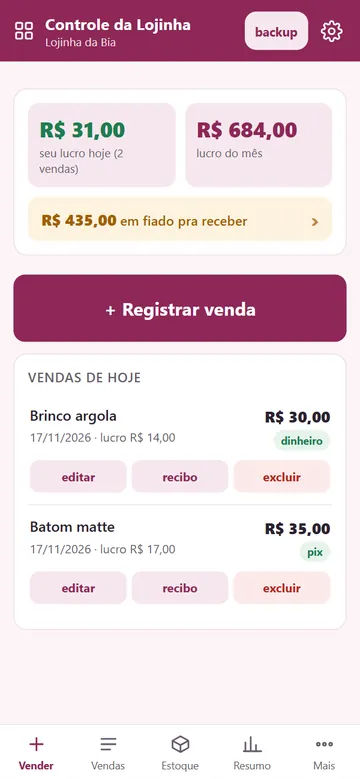 Controle da Lojinha
Lojinha da Bia
backup
R$ 31,00
seu lucro hoje (2
vendas)
R$ 684,00
lucro do mês
R$ 435,00 em fiado pra receber
+ Registrar venda
VENDAS DE HOJE
Brinco argola
R$ 30,00
17/11/2026 · lucro R$ 14,00
dinheiro
editar
recibo
excluir
Batom matte
R$ 35,00
17/11/2026 · lucro R$ 17,00
pix
editar
recibo
excluir
Vender
Vendas
Estoque
Resumo
Mais